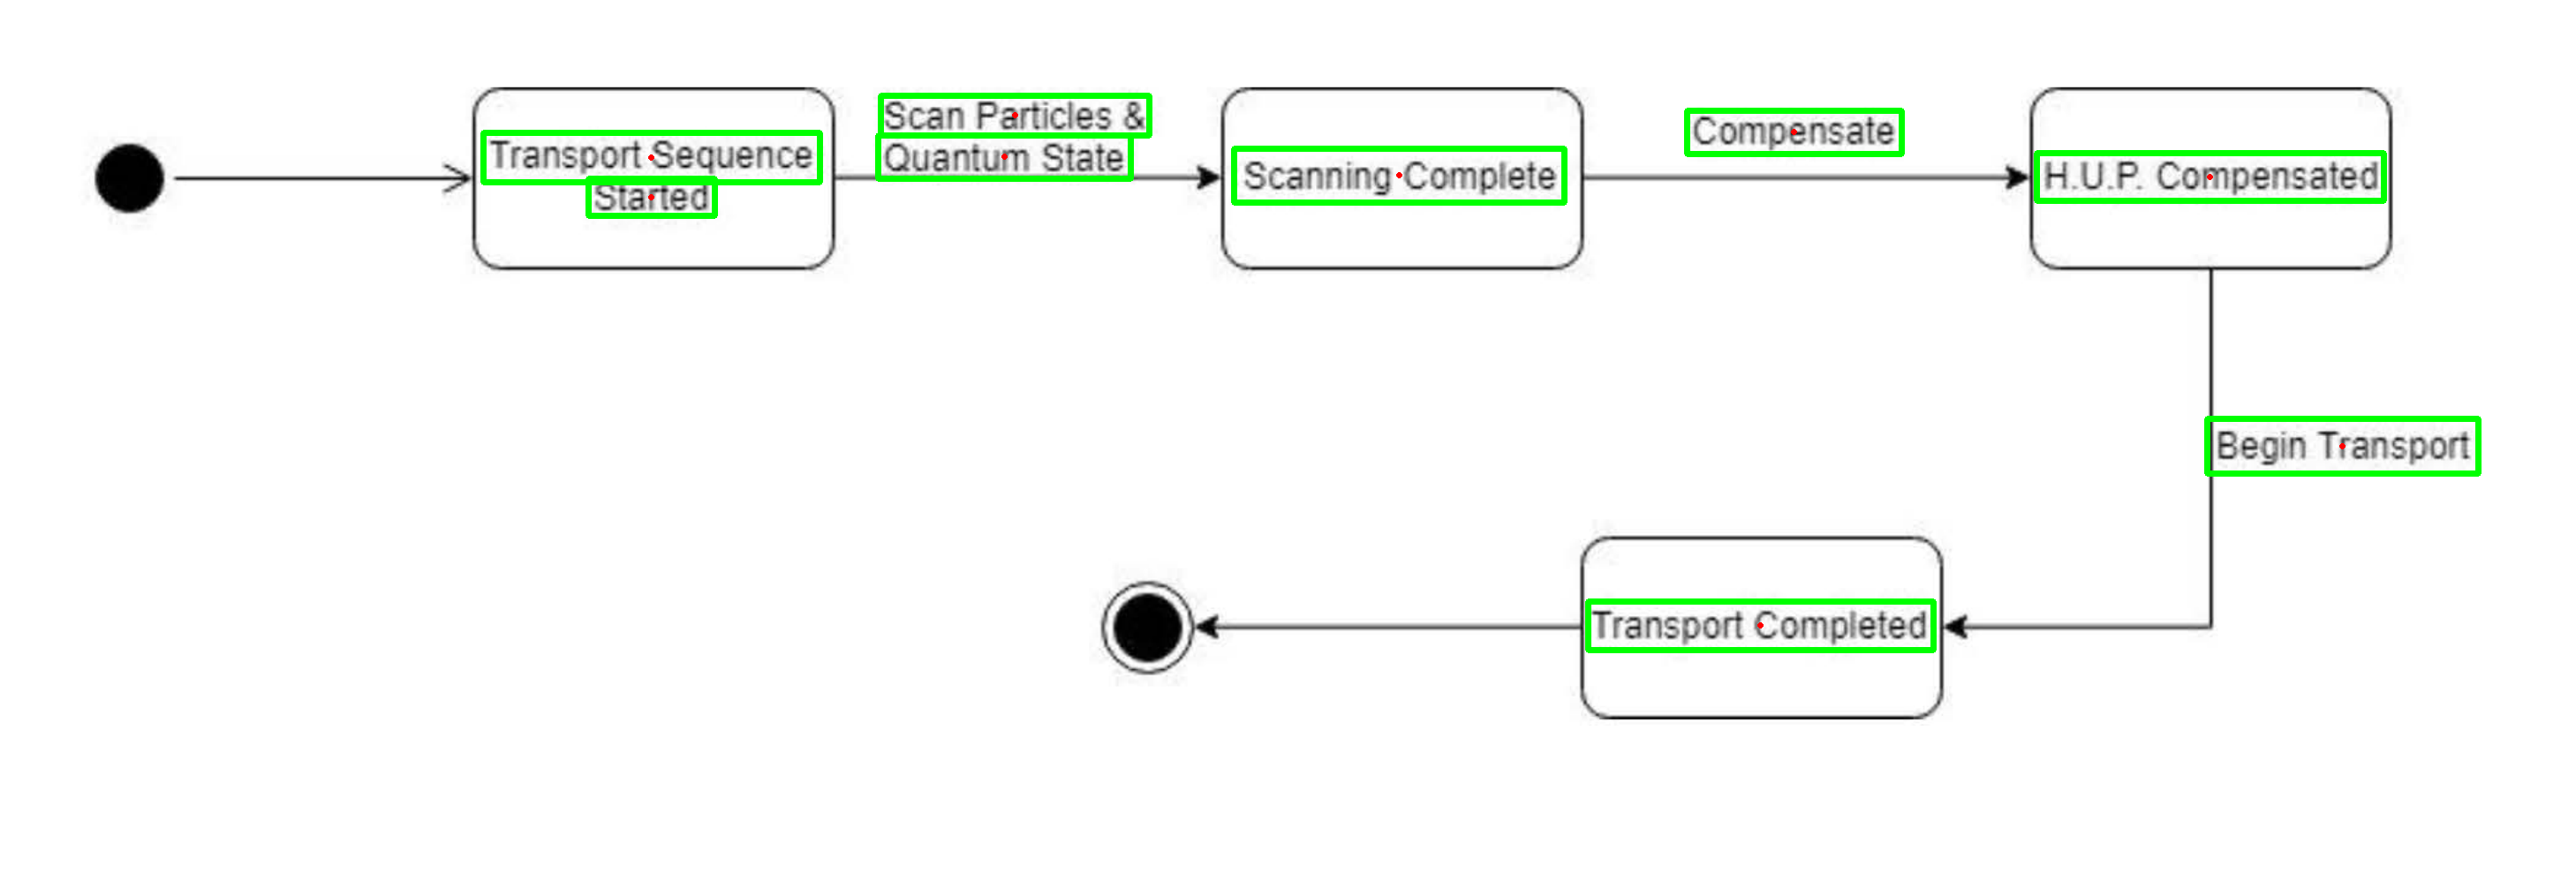 Transport Sequence
Started
Scan Particles &
Quantum State
Scanning Complete
Compensate
H.U.P. Compensated
Begin Transport
Transport Completed